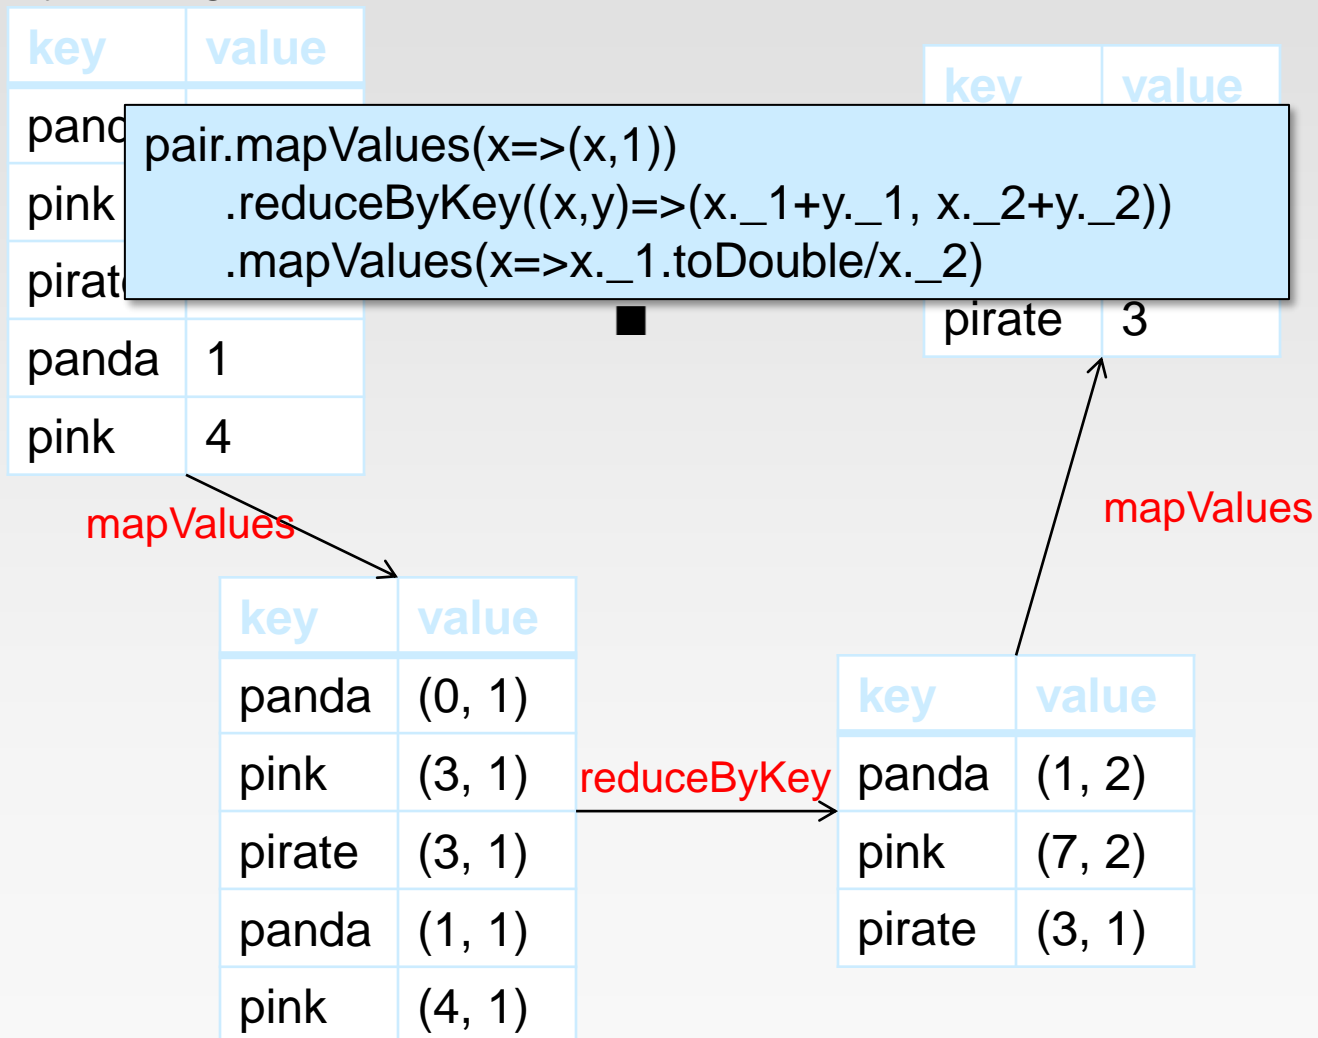 key value
pair.mapValues(x=>(x,1))
.reduceByKey((x,y)=>(x._1+y._1, x._2+y._2))
.mapValues(x=>x._1.toDouble/x._2)
pink
panda 1
pink 4
key value
pirate 3
mapValues
mapValues
key value
panda (0, 1)
pink (3, 1)
pirate (3, 1)
panda (1, 1)
pink (4, 1)
reduceByKey
key value
panda (1, 2)
pink (7, 2)
pirate (3, 1)